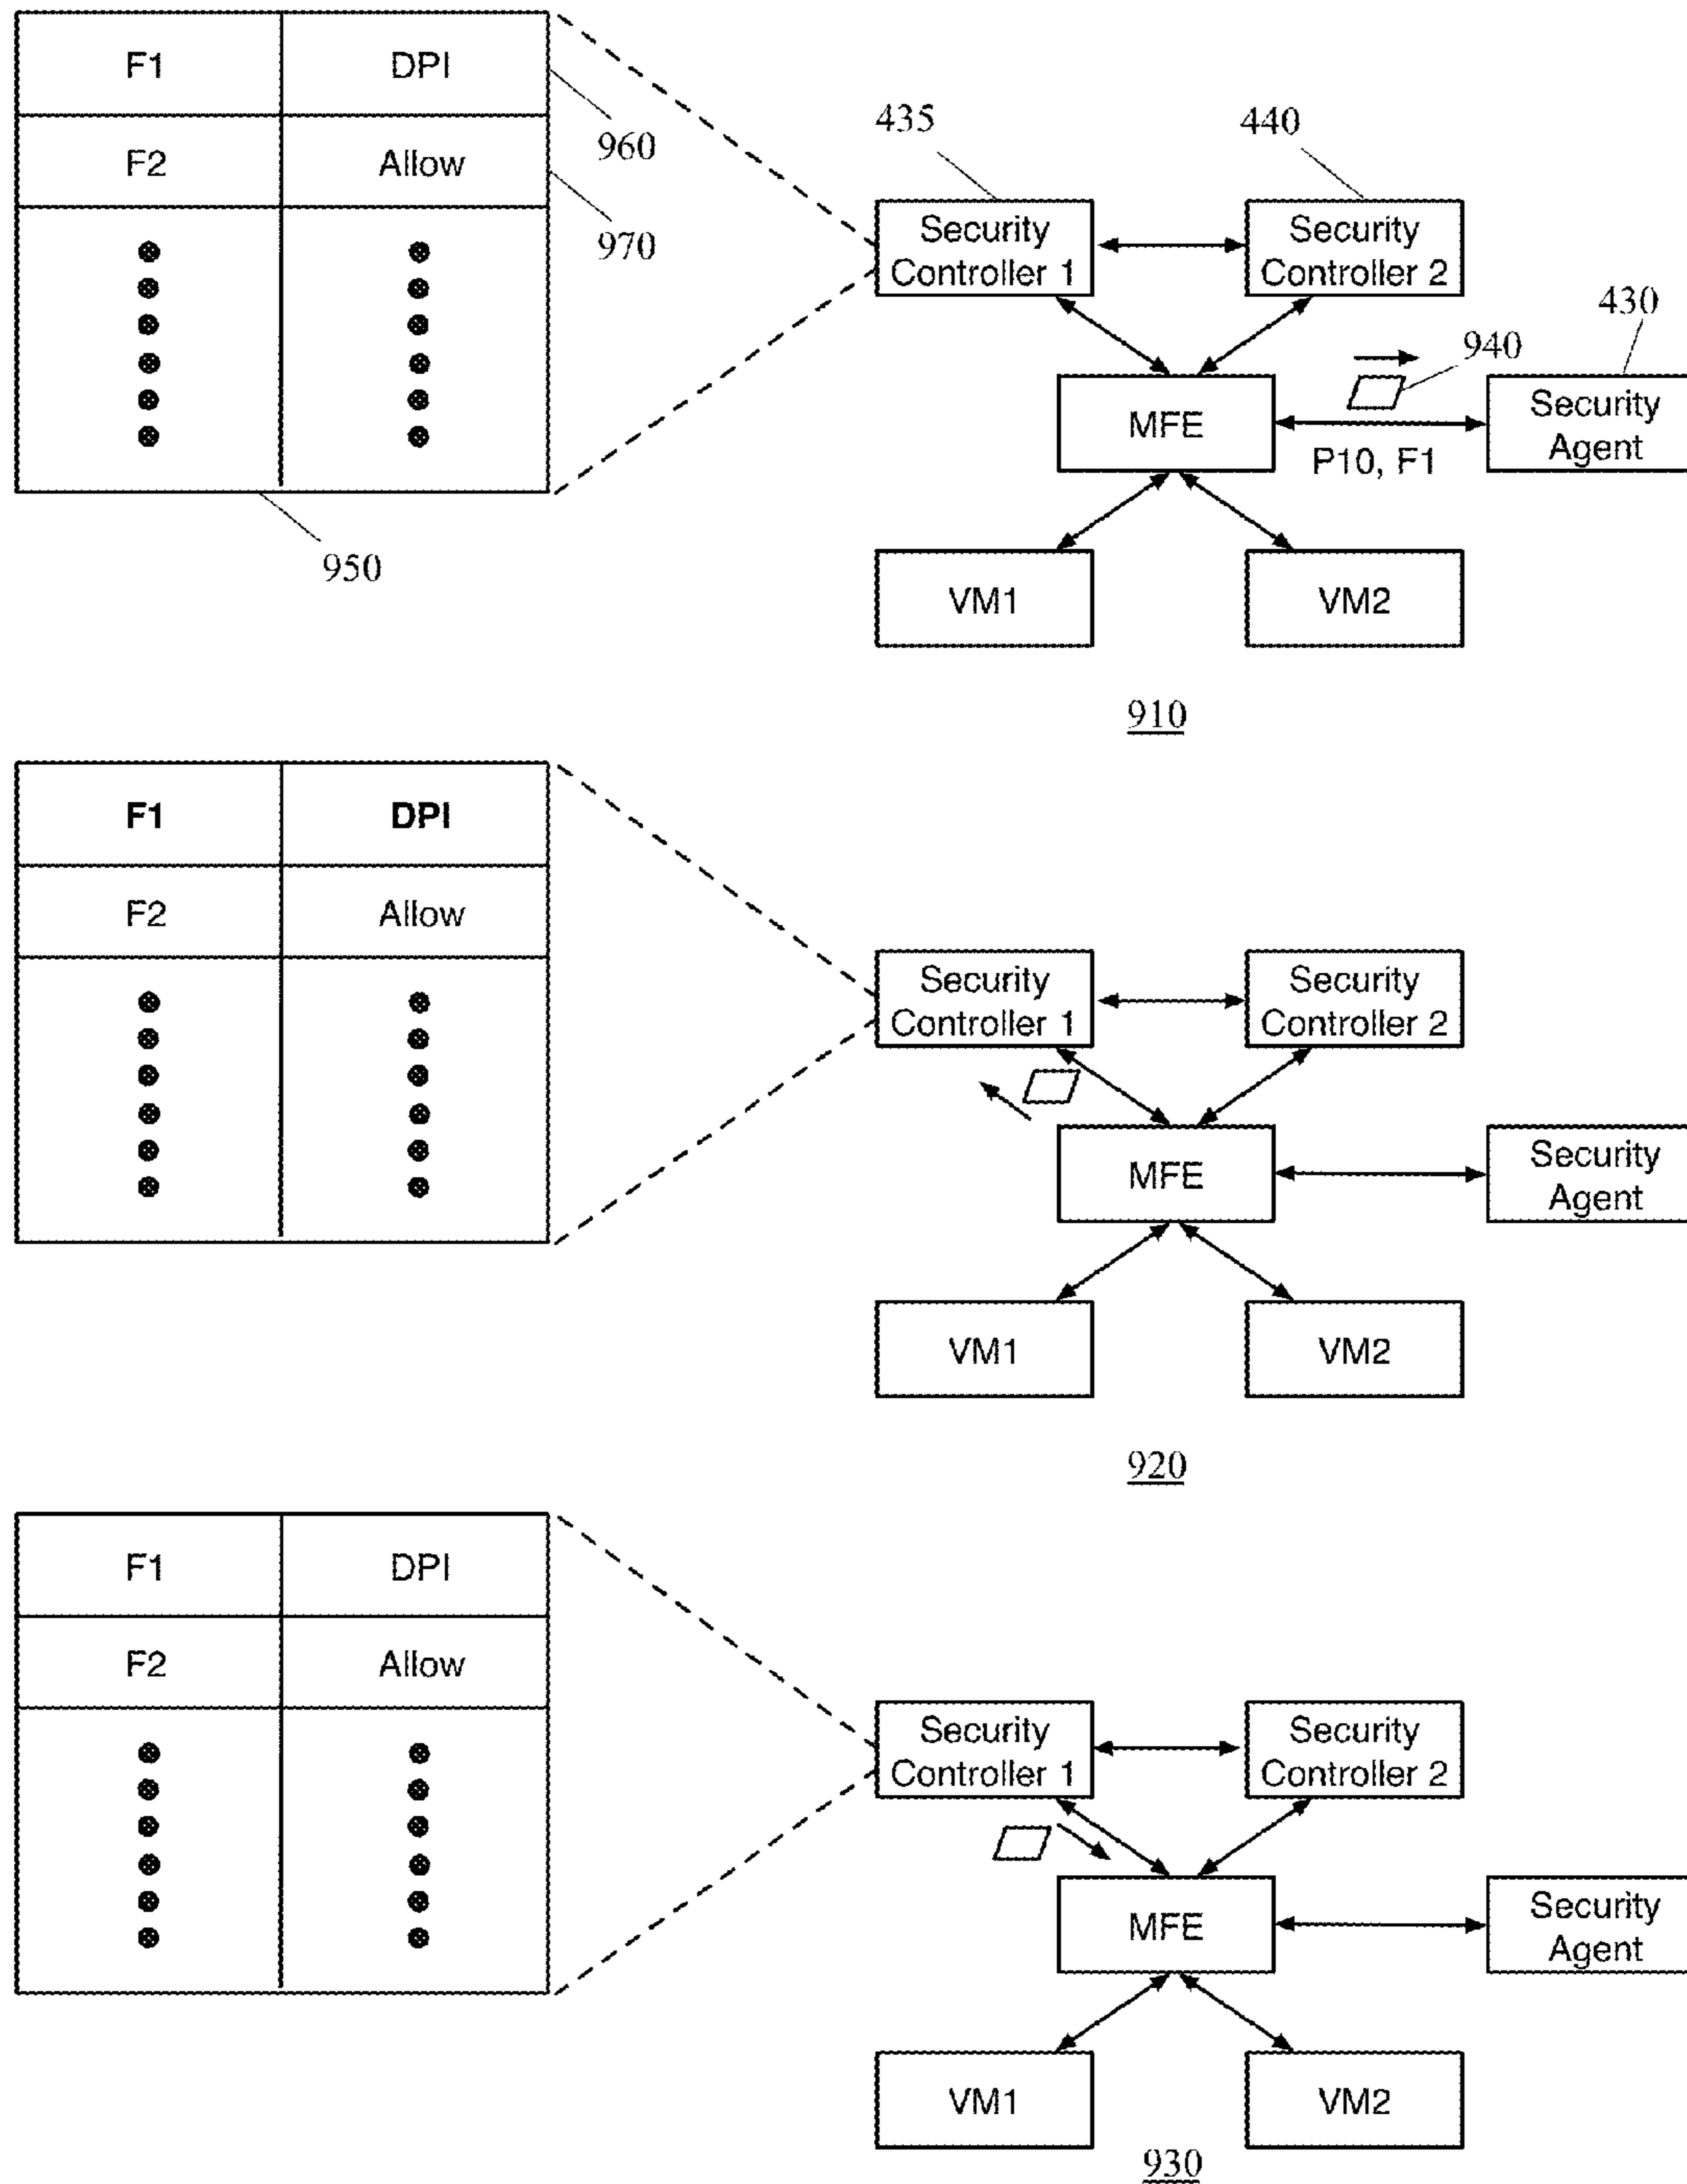 F1 DPI
960
F2 Allow
970
950
435 440
Security
Controller 1
Security
Controller 2
430
940
MFE
P10, F1
Security
Agent
VM1 VM2
910
F1 DPI
F2 Allow
Security
Controller 1
Security
Controller 2
MFE
Security
Agent
VM1 VM2
920
F1 DPI
F2 Allow
Security
Controller 1
Security
Controller 2
MFE
Security
Agent
VM1 VM2
930